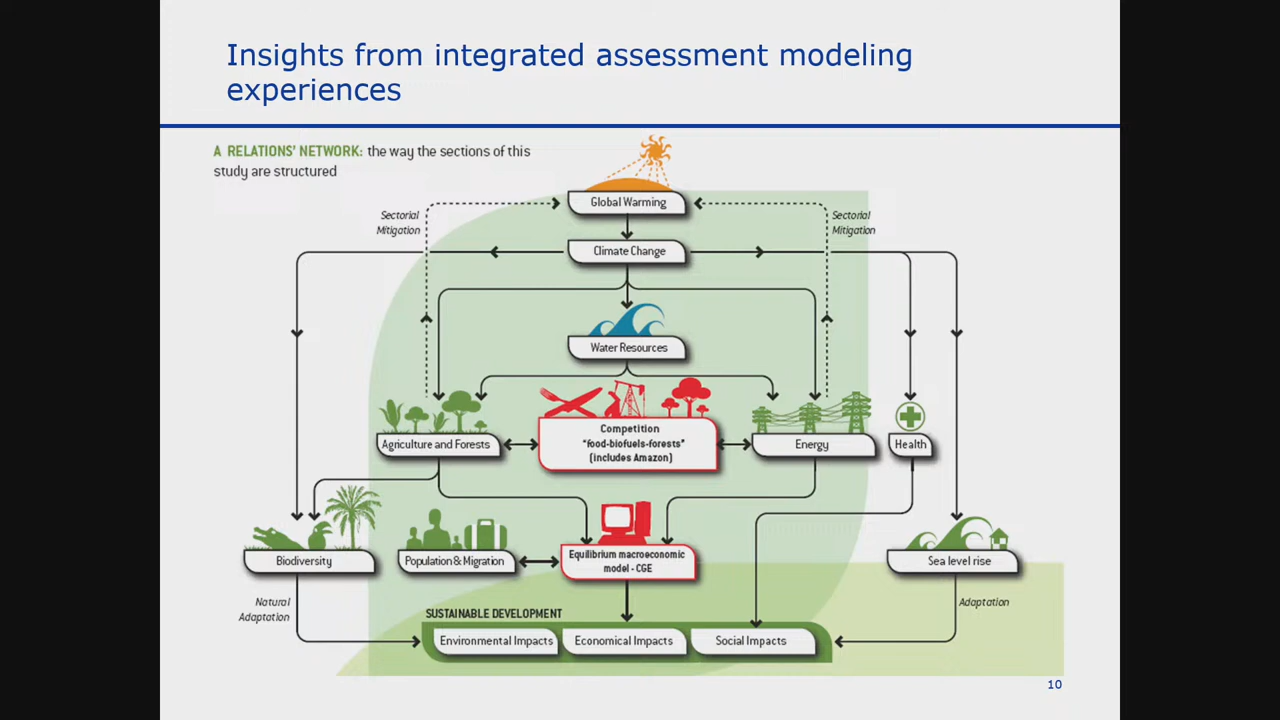 Insights from integrated assessment modeling
experiences
A RELATIONS' NETWORK: the way the sections of this
study are structured
Global Warming
Sectorial
Mitigation
Sectorial
Mitigation
Climate Change
Water Resources
Agriculture and Forests
Competition
"food-biofuels-forests"
(includes Amazon)
Energy
Health
Biodiversity
Population & Migration
Equilibrium macroeconomic
model - CGE
Sea level rise
Natural
Adaptation
Adaptation
SUSTAINABLE DEVELOPMENT
Environmental Impacts
Economical Impacts
Social Impacts
10